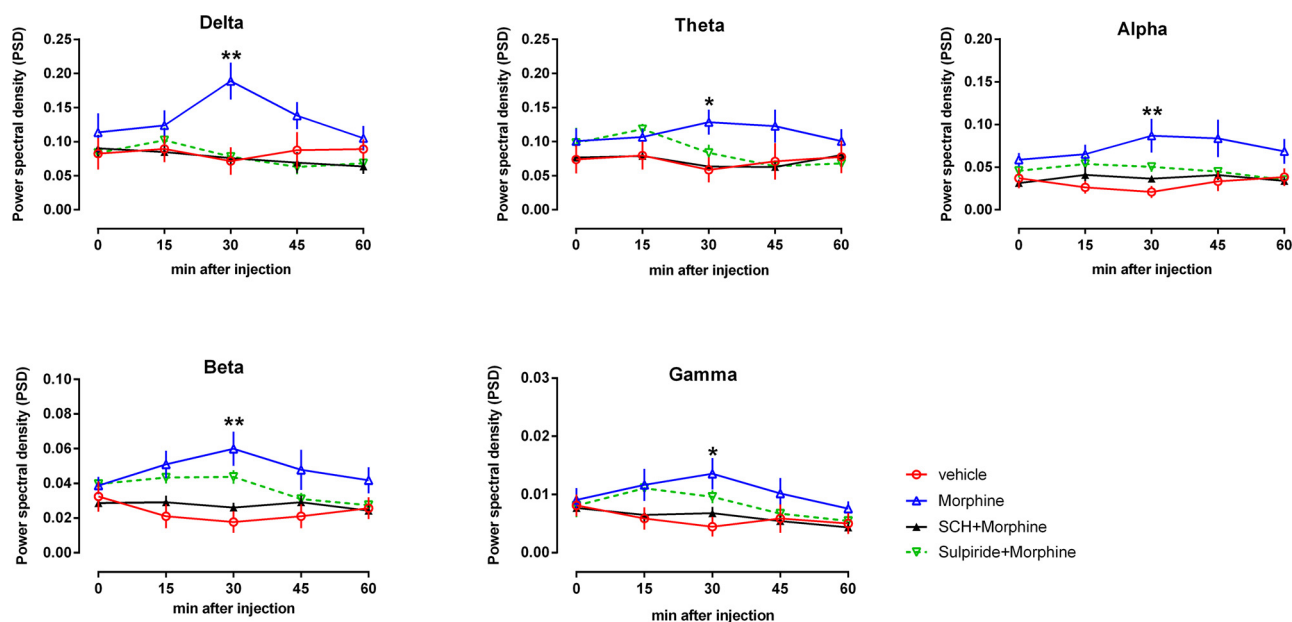 Delta
Power spectral density (PSD)
0.25
0.20
0.15
0.10
0.05
0.00
**
0 15 30 45 60
min after injection
Theta
Power spectral density (PSD)
0.25
0.20
0.15
0.10
0.05
0.00
*
0 15 30 45 60
min after injection
Alpha
Power spectral density (PSD)
0.20
0.15
0.10
0.05
0.00
**
0 15 30 45 60
min after injection
Beta
Power spectral density (PSD)
0.10
0.08
0.06
0.04
0.02
0.00
**
0 15 30 45 60
min after injection
Gamma
Power spectral density (PSD)
0.03
0.02
0.01
0.00
*
0 15 30 45 60
min after injection
vehicle
Morphine
SCH+Morphine
Sulpiride+Morphine